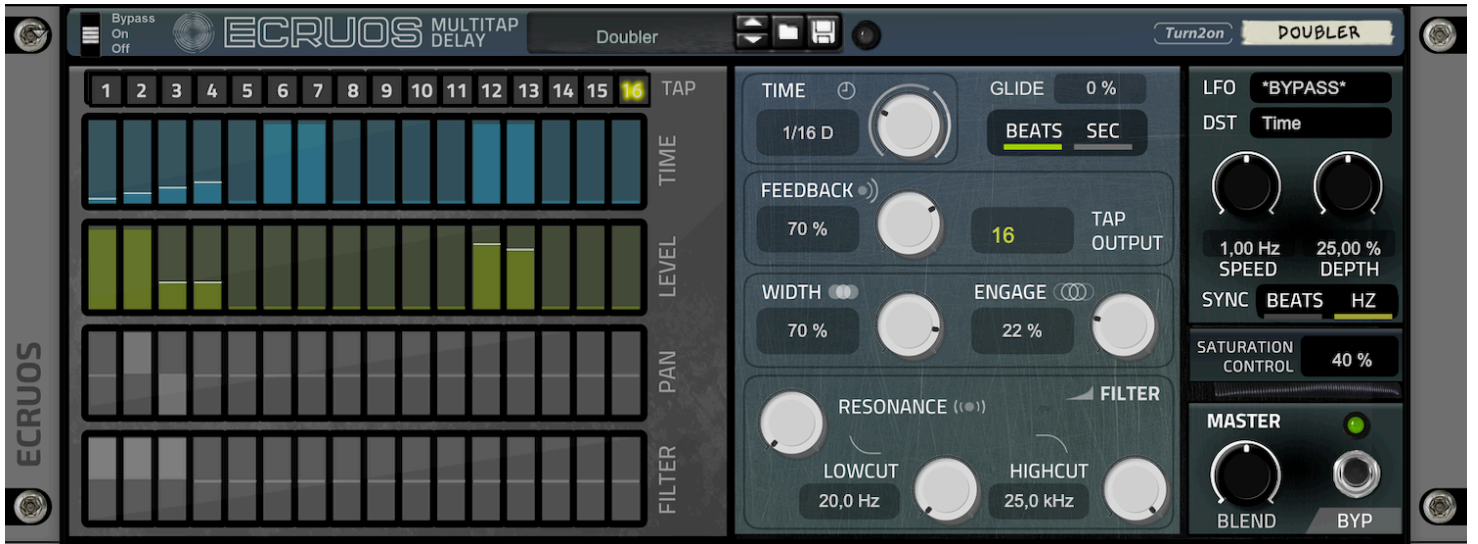 Bypass
On
Off
ECRUOS MULTITAP DELAY
Doubler
Turn2on
DOUBLER
1 2 3 4 5 6 7 8 9 10 11 12 13 14 15 16 TAP
TIME
LEVEL
PAN
FILTER
ECRUOS
TIME
1/16 D
GLIDE 0 %
BEATS SEC
FEEDBACK
70 %
16
TAP
OUTPUT
WIDTH
70 %
ENGAGE
22 %
FILTER
RESONANCE
LOWCUT
20,0 Hz
HIGHCUT
25,0 kHz
LFO *BYPASS*
DST Time
1,00 Hz 25,00 %
SPEED DEPTH
SYNC BEATS HZ
SATURATION
CONTROL
40 %
MASTER
BLEND BYP